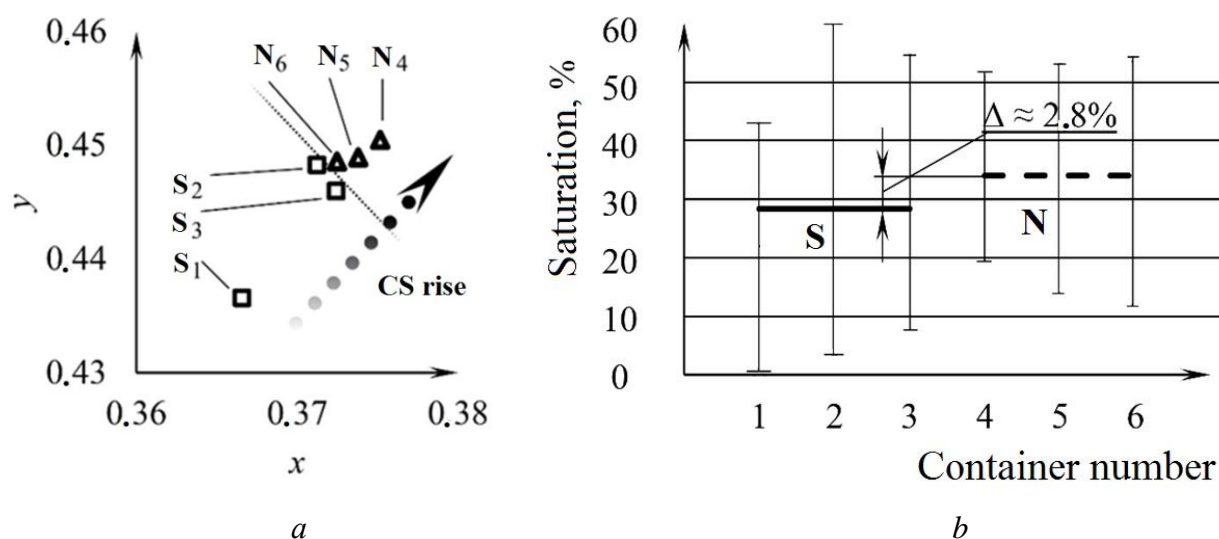 0.46
0.45
0.44
0.43
y
N6
N5
N4
S2
S3
S1
CS rise
0.36
0.37
0.38
x
a
60
50
40
30
20
10
0
Saturation, %
Δ ≈ 2.8%
S
N
1
2
3
4
5
6
Container number
b